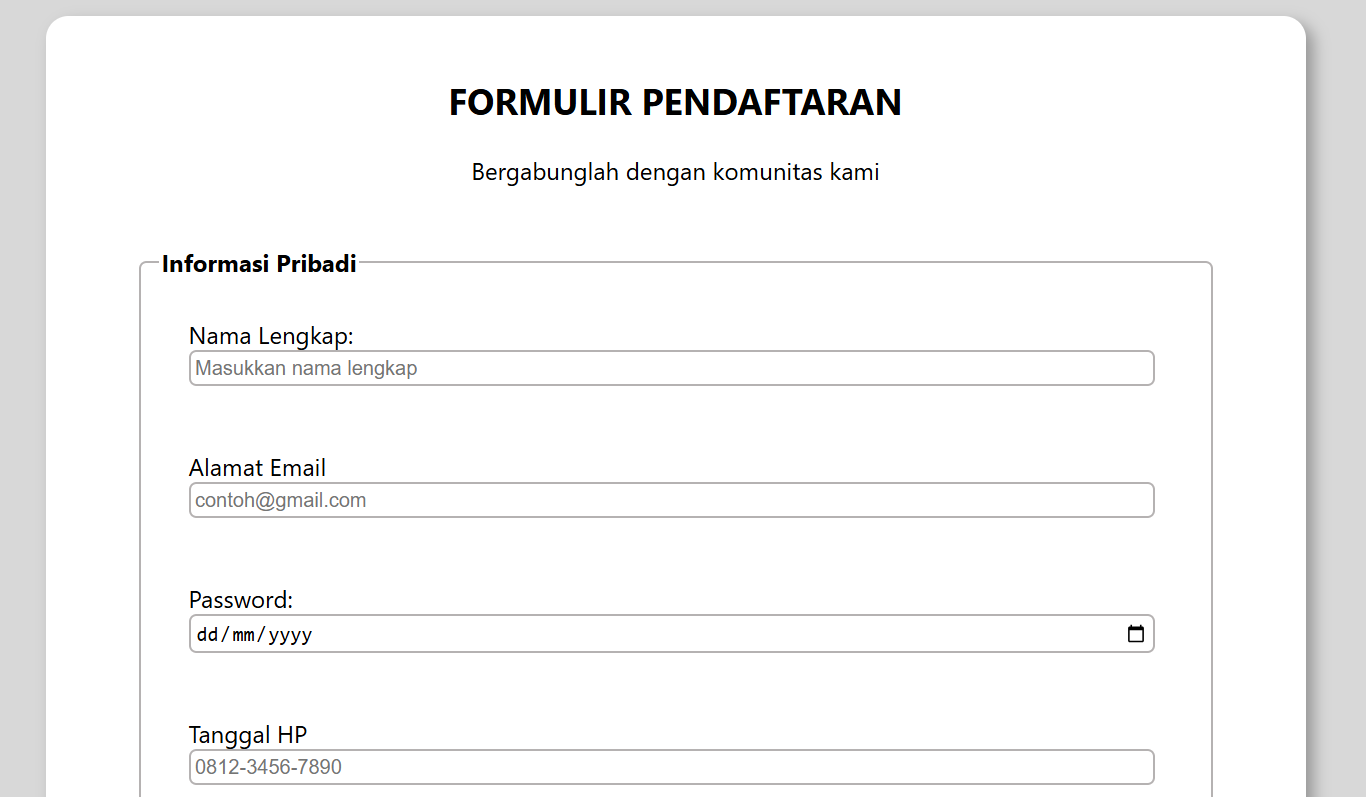 FORMULIR PENDAFTARAN
Bergabunglah dengan komunitas kami
Informasi Pribadi
Nama Lengkap:
Masukkan nama lengkap
Alamat Email
contoh@gmail.com
Password:
dd/mm/yyyy
Tanggal HP
0812-3456-7890